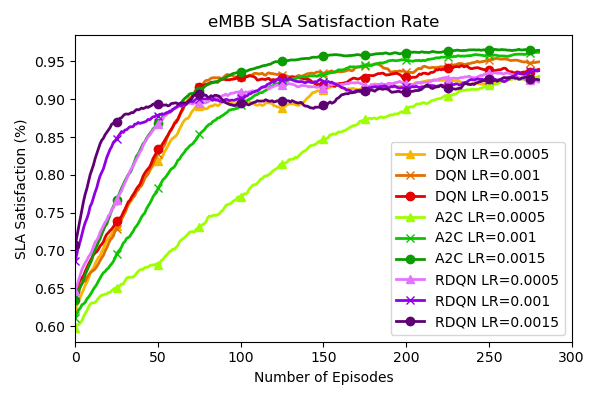 eMBB SLA Satisfaction Rate
SLA Satisfaction (%)
0.95
0.90
0.85
0.80
0.75
0.70
0.65
0.60
DQN LR=0.0005
DQN LR=0.001
DQN LR=0.0015
A2C LR=0.0005
A2C LR=0.001
A2C LR=0.0015
RDQN LR=0.0005
RDQN LR=0.001
RDQN LR=0.0015
0 50 100 150 200 250 300
Number of Episodes